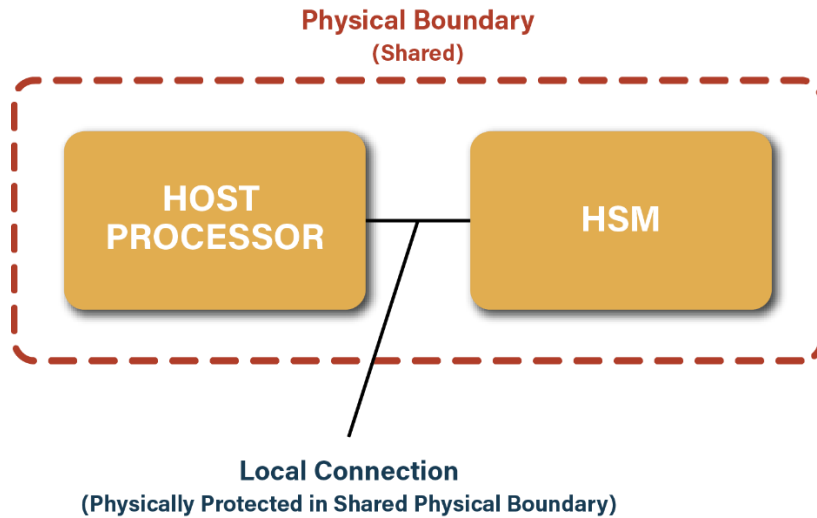 Physical Boundary
(Shared)
HOST
PROCESSOR
HSM
Local Connection
(Physically Protected in Shared Physical Boundary)